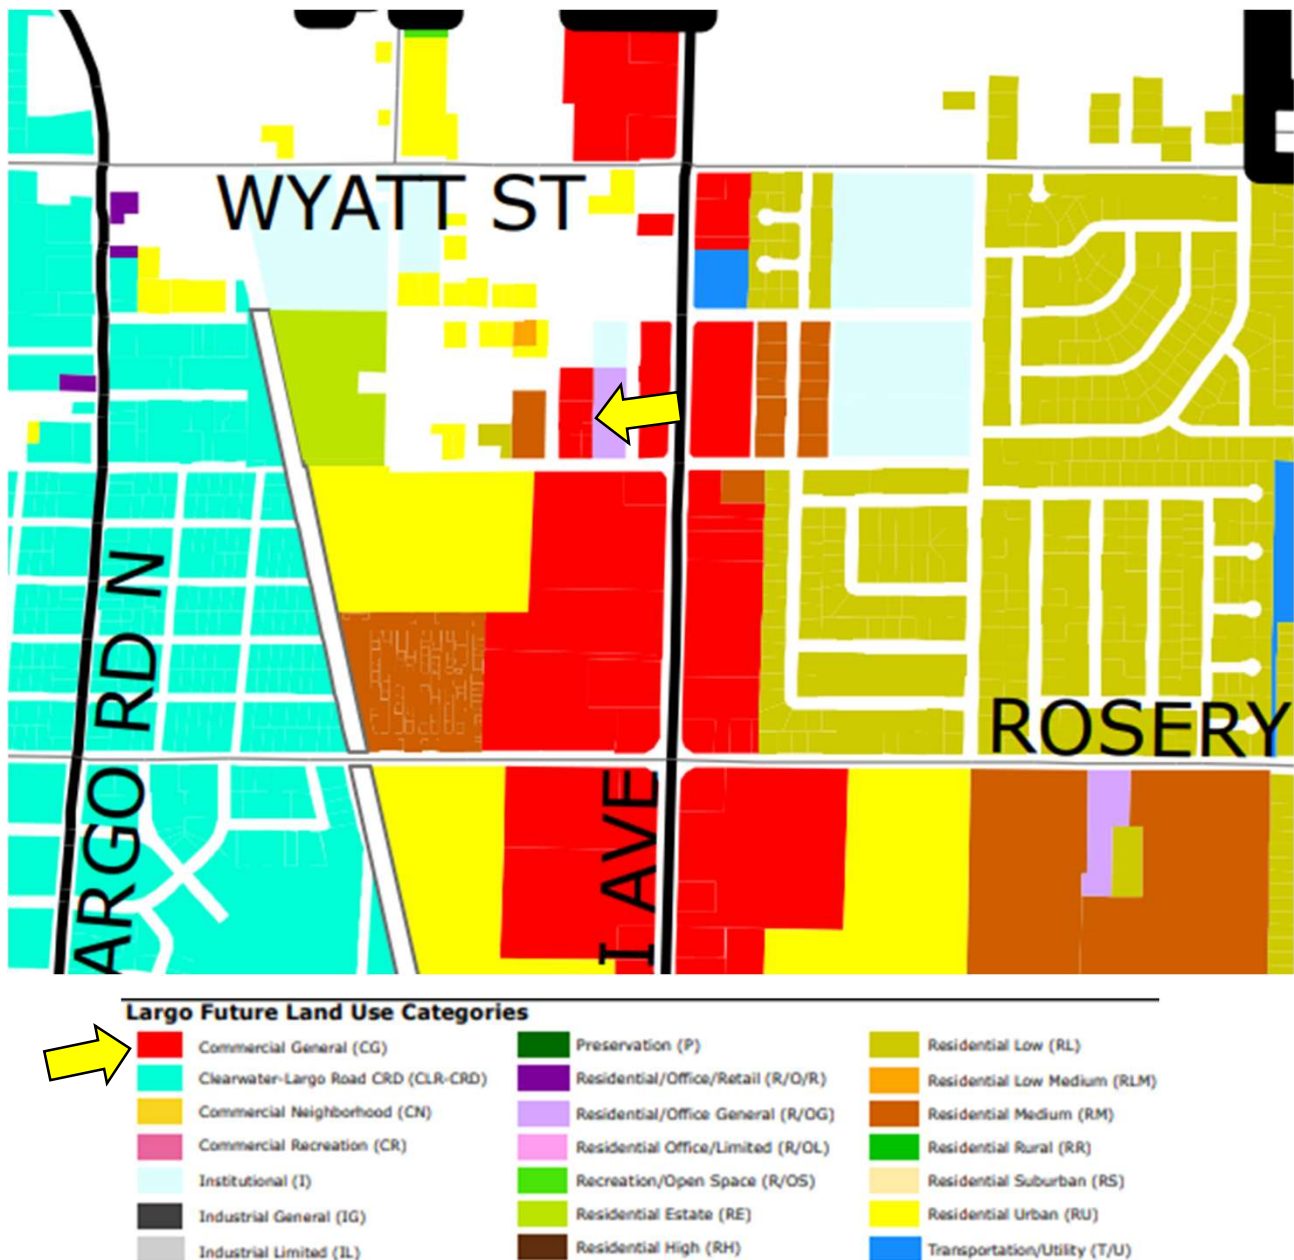 WYATT ST
ARGO RD N
ROSERY
I AVE
Largo Future Land Use Categories
Commercial General (CG)
Clearwater-Largo Road CRD (CLR-CRD)
Commercial Neighborhood (CN)
Commercial Recreation (CR)
Institutional (I)
Industrial General (IG)
Industrial Limited (IL)
Preservation (P)
Residential/Office/Retail (R/O/R)
Residential/Office General (R/OG)
Residential Office/Limited (R/OL)
Recreation/Open Space (R/OS)
Residential Estate (RE)
Residential High (RH)
Residential Low (RL)
Residential Low Medium (RLM)
Residential Medium (RM)
Residential Rural (RR)
Residential Suburban (RS)
Residential Urban (RU)
Transportation/Utility (T/U)